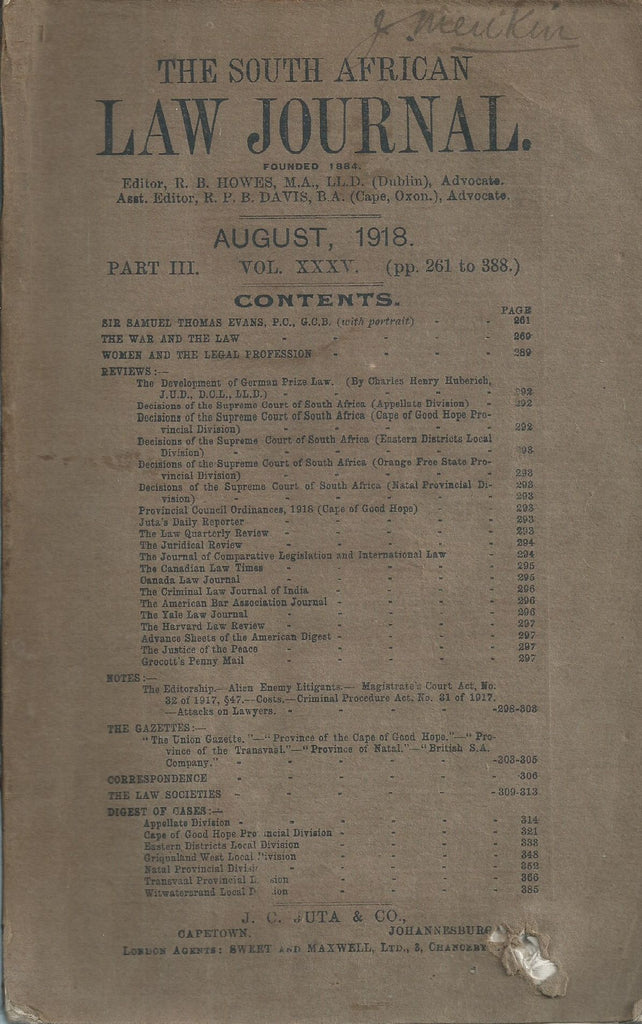 J. Menkin
THE SOUTH AFRICAN
LAW JOURNAL.
FOUNDED 1884.
Editor, R. B. HOWES, M.A., LL.D. (Dublin), Advocate.
Asst. Editor, R. P. B. DAVIS, B.A. (Cape, Oxon.), Advocate.
AUGUST, 1918.
PART III. VOL. XXXV. (pp. 261 to 388.)
CONTENTS.
PAGE
SIR SAMUEL THOMAS EVANS, P.C., G.C.B. (with portrait) - - 261
THE WAR AND THE LAW - - - - - 269
WOMEN AND THE LEGAL PROFESSION - - - - 289
REVIEWS:—
The Development of German Prize Law. (By Charles Henry Huberich,
J.U.D., D.C.L., LL.D.) - - - - - 292
Decisions of the Supreme Court of South Africa (Appellate Division) - - 292
Decisions of the Supreme Court of South Africa (Cape of Good Hope Pro-
vincial Division) - - - - - 292
Decisions of the Supreme Court of South Africa (Eastern Districts Local
Division) - - - - - 293
Decisions of the Supreme Court of South Africa (Orange Free State Pro-
vincial Division) - - - - - 293
Decisions of the Supreme Court of South Africa (Natal Provincial Di- 293
vision) - - - - - 293
Provincial Council Ordinances, 1918 (Cape of Good Hope) - - 293
Juta's Daily Reporter - - - - - 293
The Law Quarterly Review - - - - - 293
The Juridical Review - - - - - 294
The Journal of Comparative Legislation and International Law - 294
The Canadian Law Times - - - - - 295
Canada Law Journal - - - - 295
The Criminal Law Journal of India - - - - 296
The American Bar Association Journal - - - - 296
The Yale Law Journal - - - - 296
The Harvard Law Review - - - - 297
Advance Sheets of the American Digest - - - - 297
The Justice of the Peace - - - - 297
Grocott's Penny Mail - - - - - 297
NOTES:—
The Editorship.—Alien Enemy Litigants.— Magistrate's Court Act, No.
32 of 1917, §47.—Costs.—Criminal Procedure Act, No. 31 of 1917.
—Attacks on Lawyers. - - - - -298-303
THE GAZETTES:—
"The Union Gazette."—"Province of the Cape of Good Hope."—"Pro-
vince of the Transvaal."—"Province of Natal."—"British S.A.
Company." - - - - - -303-305
CORRESPONDENCE - - - - - 306
THE LAW SOCIETIES - - - - - -309-313
DIGEST OF CASES:—
Appellate Division - - - - - 314
Cape of Good Hope Pro incial Division - - - - 321
Eastern Districts Local Division - - - - 333
Griqualand West Local Division - - - - 348
Natal Provincial Divisi - - - - 352
Transvaal Provincial D sion - - - - 366
Witwatersrand Local D ion - - - - 385
J. C. JUTA & CO.,
CAPETOWN. JOHANNESBURG
LONDON AGENTS: SWEET AND MAXWELL, LTD., 3, CHANCERY